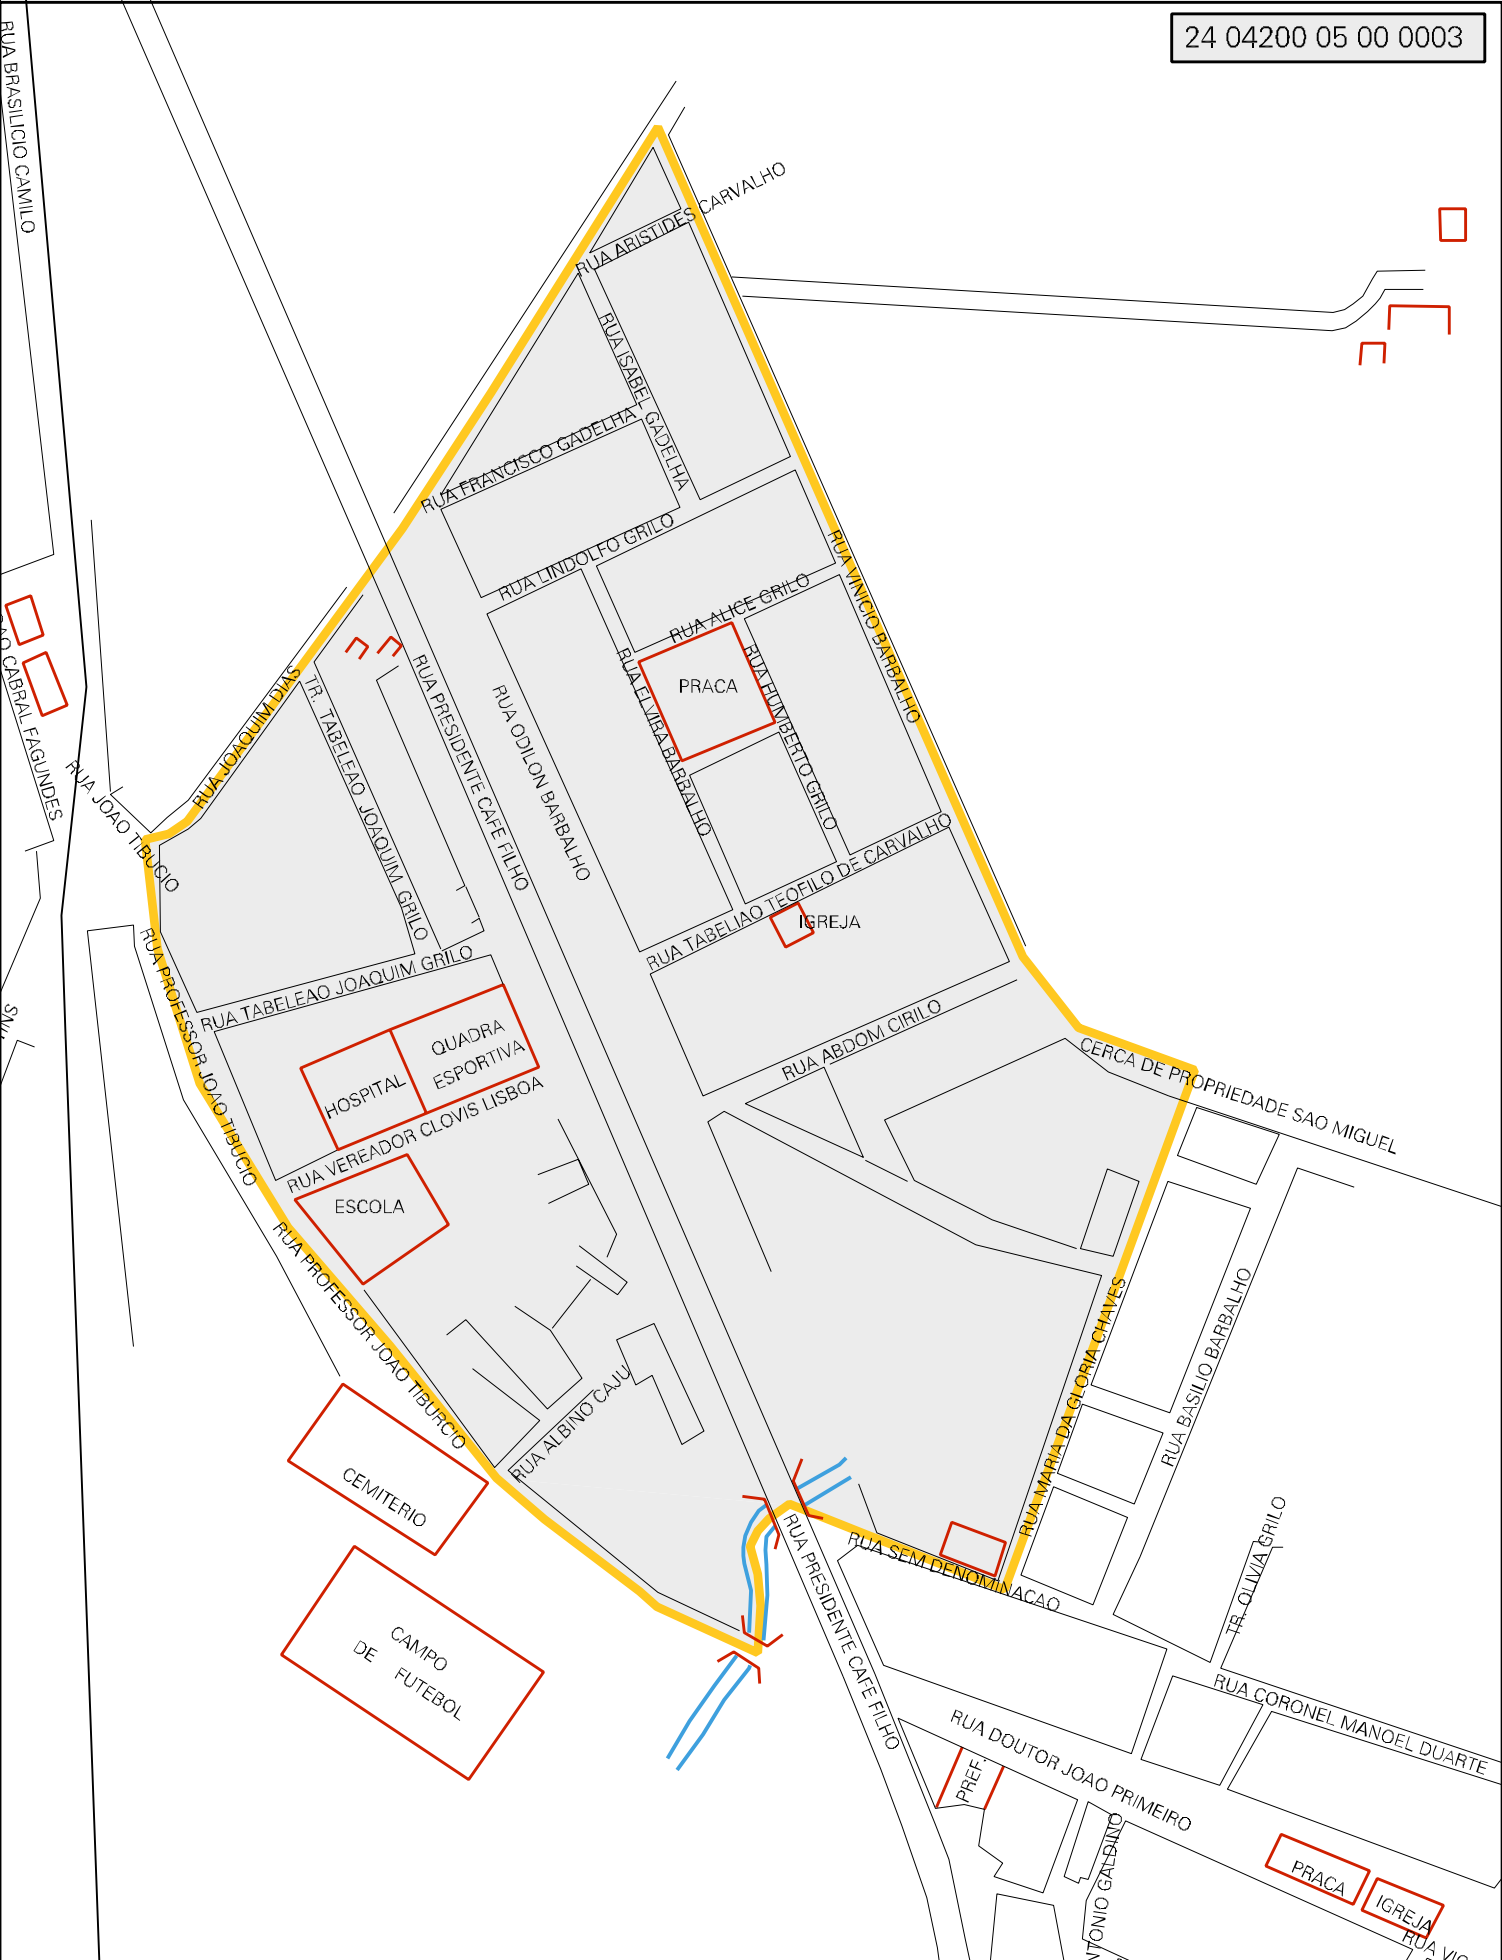 24 04200 05 00 0003
RUA BRASILICIO CAMILO
RUA ARISTIDES CARVALHO
RUA ISABEL GADELHA
RUA FRANCISCO GADELHA
RUA LINDOLFO GRILO
RUA VINICIO BARBALHO
RUA ALICE GRILO
PRACA
RUA ELVIRA BARBALHO
RUA HUMBERTO GRILO
RUA JOAQUIM DIAS
TR. TABELEAO JOAQUIM GRILO
RUA PRESIDENTE CAFE FILHO
RUA ODILON BARBALHO
CABRAL FAGUNDES
RUA JOAO TIBUCIO
RUA TABELIAO TEOFILO DE CARVALHO
IGREJA
RUA PROFESSOR JOAO TIBUCIO
RUA TABELEAO JOAQUIM GRILO
QUADRA
ESPORTIVA
HOSPITAL
RUA ABDOM CIRILO
CERCA DE PROPRIEDADE SAO MIGUEL
RUA VEREADOR CLOVIS LISBOA
ESCOLA
RUA PROFESSOR JOAO TIBURCIO
RUA MARIA DA GLORIA CHAVES
RUA BASILIO BARBALHO
RUA ALBINO CAJU
CEMITERIO
RUA PRESIDENTE CAFE FILHO
RUA SEM DENOMINACAO
TR. OLIVIA GRILO
CAMPO
DE FUTEBOL
RUA CORONEL MANOEL DUARTE
RUA DOUTOR JOAO PRIMEIRO
PREF.
GALDINO
PRACA
IGREJA
RUA